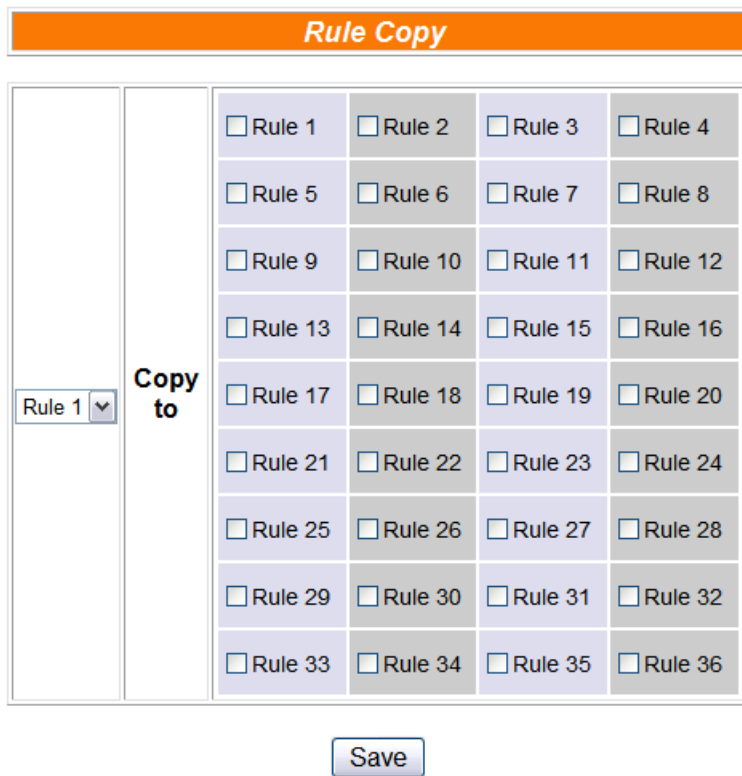 Rule Copy
Rule 1 Rule 2 Rule 3 Rule 4
Rule 5 Rule 6 Rule 7 Rule 8
Rule 9 Rule 10 Rule 11 Rule 12
Rule 13 Rule 14 Rule 15 Rule 16
Rule 1
Copy
to
Rule 17 Rule 18 Rule 19 Rule 20
Rule 21 Rule 22 Rule 23 Rule 24
Rule 25 Rule 26 Rule 27 Rule 28
Rule 29 Rule 30 Rule 31 Rule 32
Rule 33 Rule 34 Rule 35 Rule 36
Save